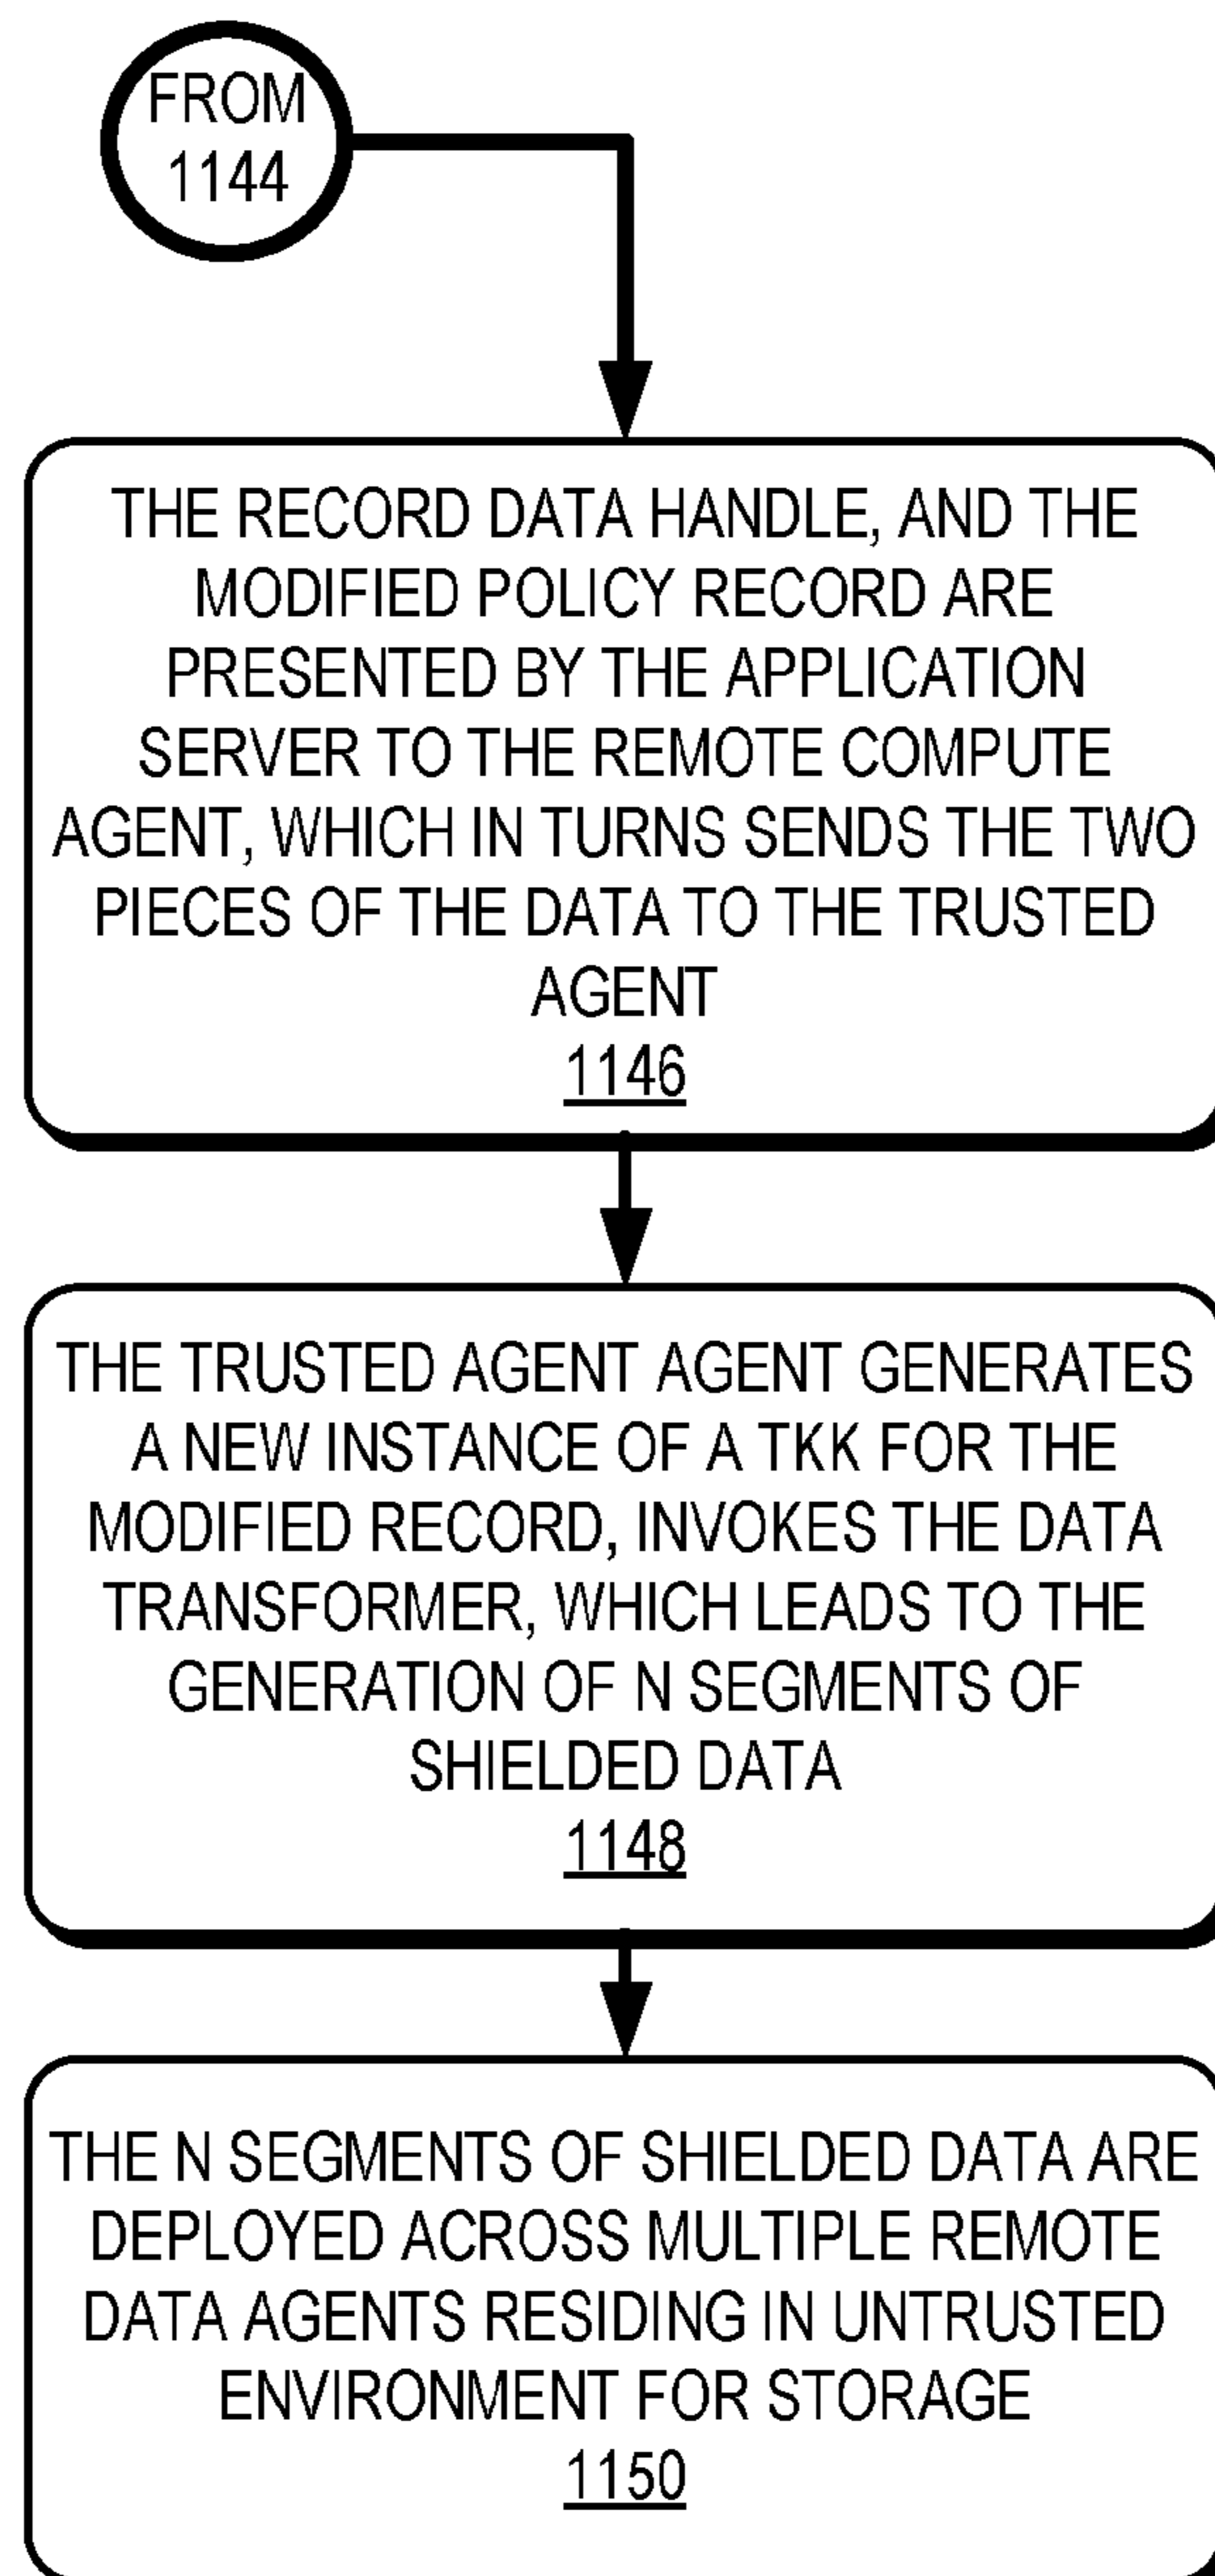 FROM
1144
THE RECORD DATA HANDLE, AND THE
MODIFIED POLICY RECORD ARE
PRESENTED BY THE APPLICATION
SERVER TO THE REMOTE COMPUTE
AGENT, WHICH IN TURNS SENDS THE TWO
PIECES OF THE DATA TO THE TRUSTED
AGENT
1146
THE TRUSTED AGENT AGENT GENERATES
A NEW INSTANCE OF A TKK FOR THE
MODIFIED RECORD, INVOKES THE DATA
TRANSFORMER, WHICH LEADS TO THE
GENERATION OF N SEGMENTS OF
SHIELDED DATA
1148
THE N SEGMENTS OF SHIELDED DATA ARE
DEPLOYED ACROSS MULTIPLE REMOTE
DATA AGENTS RESIDING IN UNTRUSTED
ENVIRONMENT FOR STORAGE
1150